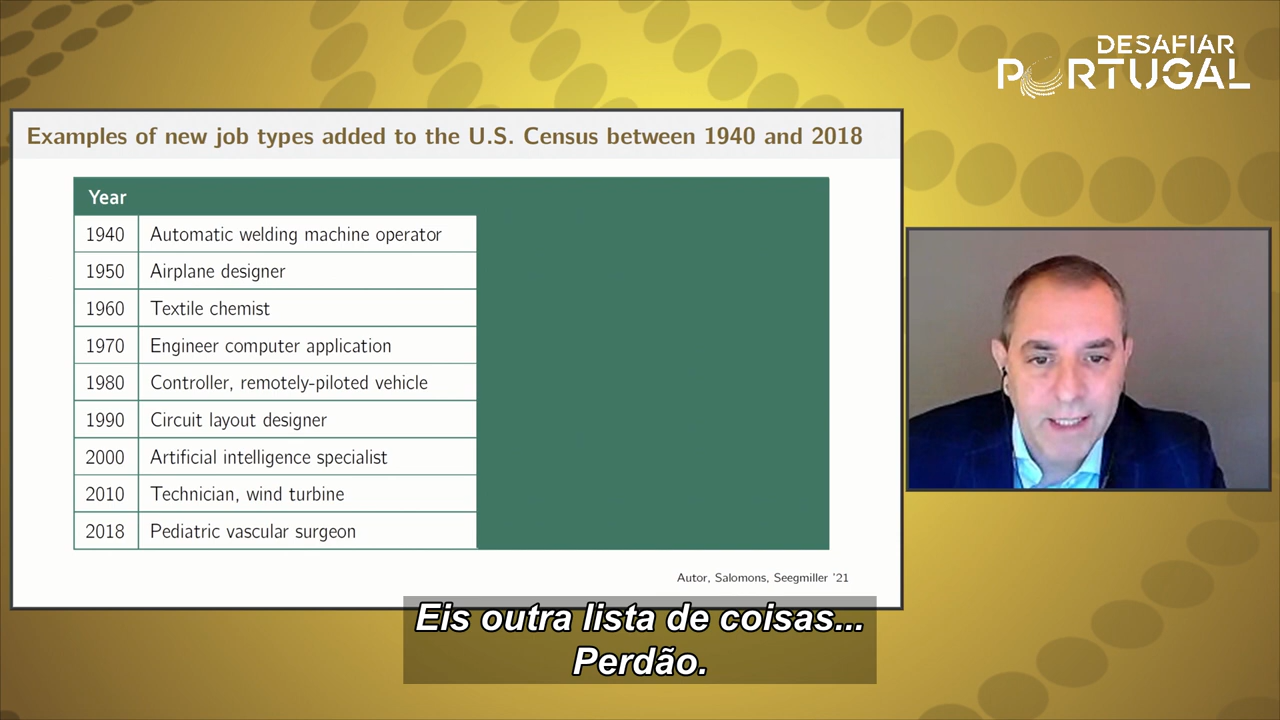 DESAFIAR
PORTUGAL
Examples of new job types added to the U.S. Census between 1940 and 2018
Year
1940 Automatic welding machine operator
1950 Airplane designer
1960 Textile chemist
1970 Engineer computer application
1980 Controller, remotely-piloted vehicle
1990 Circuit layout designer
2000 Artificial intelligence specialist
2010 Technician, wind turbine
2018 Pediatric vascular surgeon
Autor, Salomons, Seegmiller '21
Eis outra lista de coisas...
Perdão.